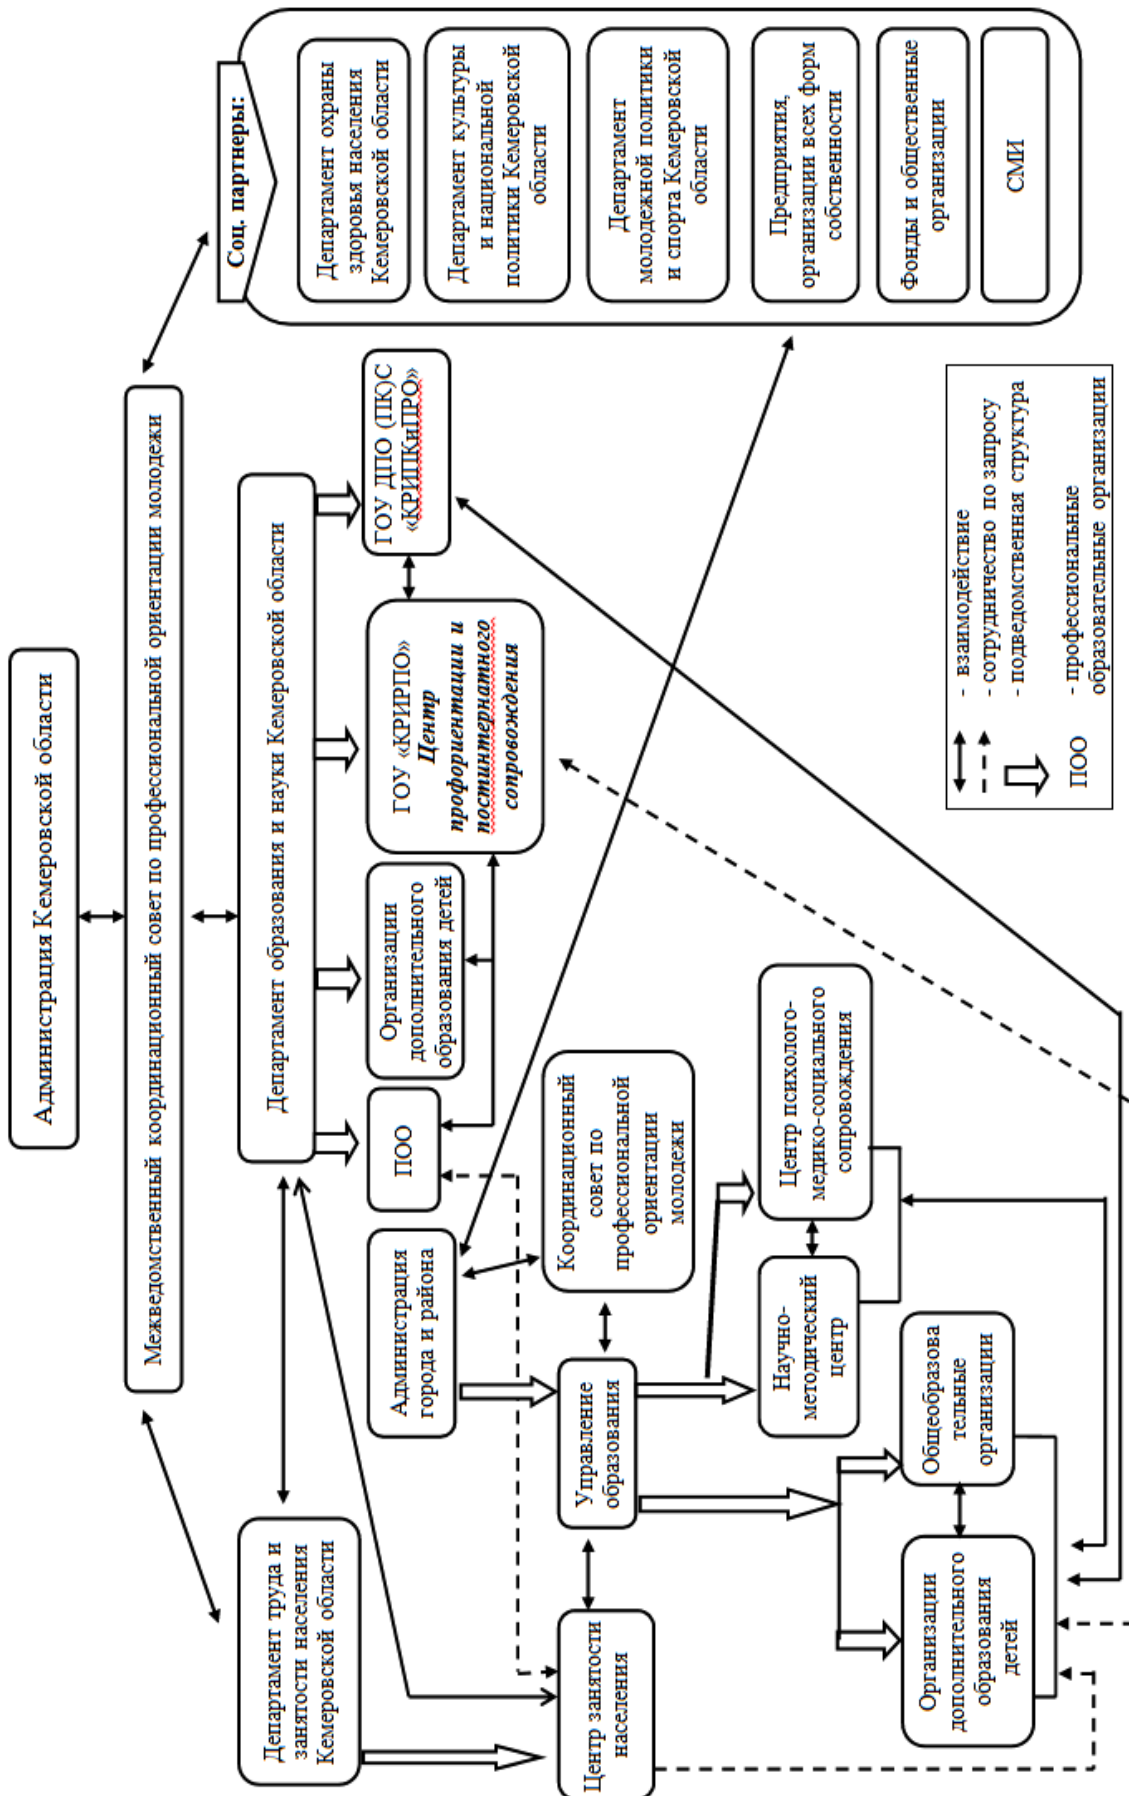 Администрация Кемеровской области
Межведомственный координационный совет по профессиональной ориентации молодежи
Департамент труда и
занятости населения
Кемеровской области
Департамент образования и науки Кемеровской области
Соц. партнеры:
Департамент охраны
здоровья населения
Кемеровской области
Департамент культуры
и национальной
политики Кемеровской
области
Департамент
молодежной политики
и спорта Кемеровской
области
Предприятия,
организации всех форм
собственности
Фонды и общественные
организации
СМИ
Администрация
города и района
ПОО
Организации
дополнительного
образования детей
ГОУ «КРИРПО»
Центр
профориентации и
постинтернатного
сопровождения
ГОУ ДПО (ПК)С
«КРИПКиПРО»
Центр занятости
населения
Управление
образования
Координационный
совет по
профессиональной
ориентации
молодежи
Научно-
методический
центр
Центр психолого-
медико-социального
сопровождения
Организации
дополнительного
образования
детей
Общеобразова
тельные
организации
- взаимодействие
- сотрудничество по запросу
- подведомственная структура
ПОО - профессиональные
образовательные организации